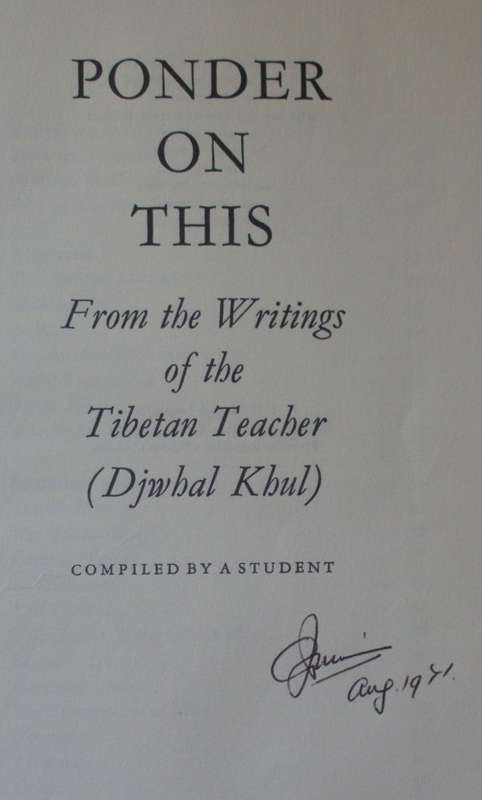 PONDER
ON
THIS
From the Writings
of the
Tibetan Teacher
(Djwhal Khul)
COMPILED BY A STUDENT
Aug. 1971.